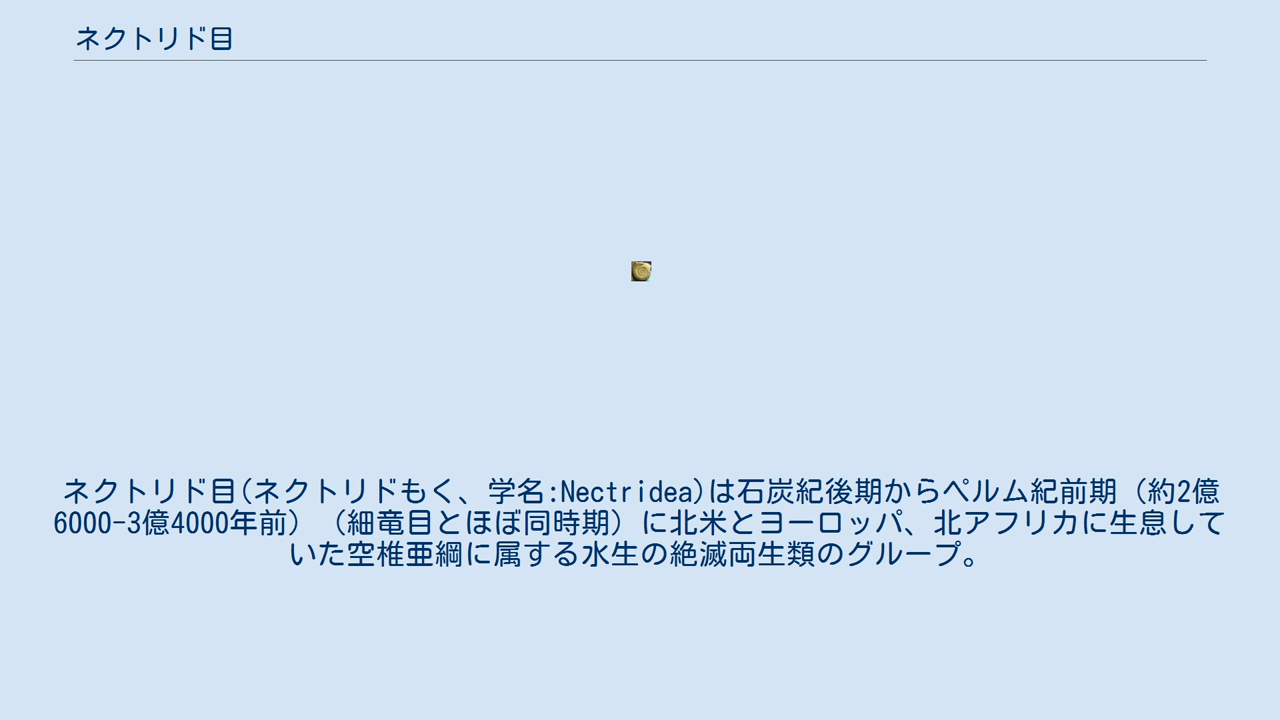 ネクトリド目
ネクトリド目(ネクトリドもく、学名:Nectridea)は石炭紀後期からペルム紀前期（約2億
6000-3億4000年前）（細竜目とほぼ同時期）に北米とヨーロッパ、北アフリカに生息して
いた空椎亜綱に属する水生の絶滅両生類のグループ。